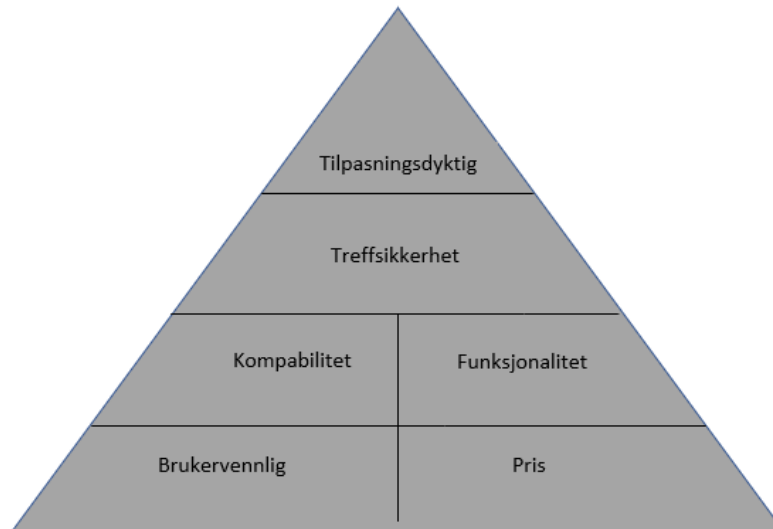 Tilpasningsdyktig
Treffsikkerhet
Kompabilitet
Funksjonalitet
Brukervennlig
Pris